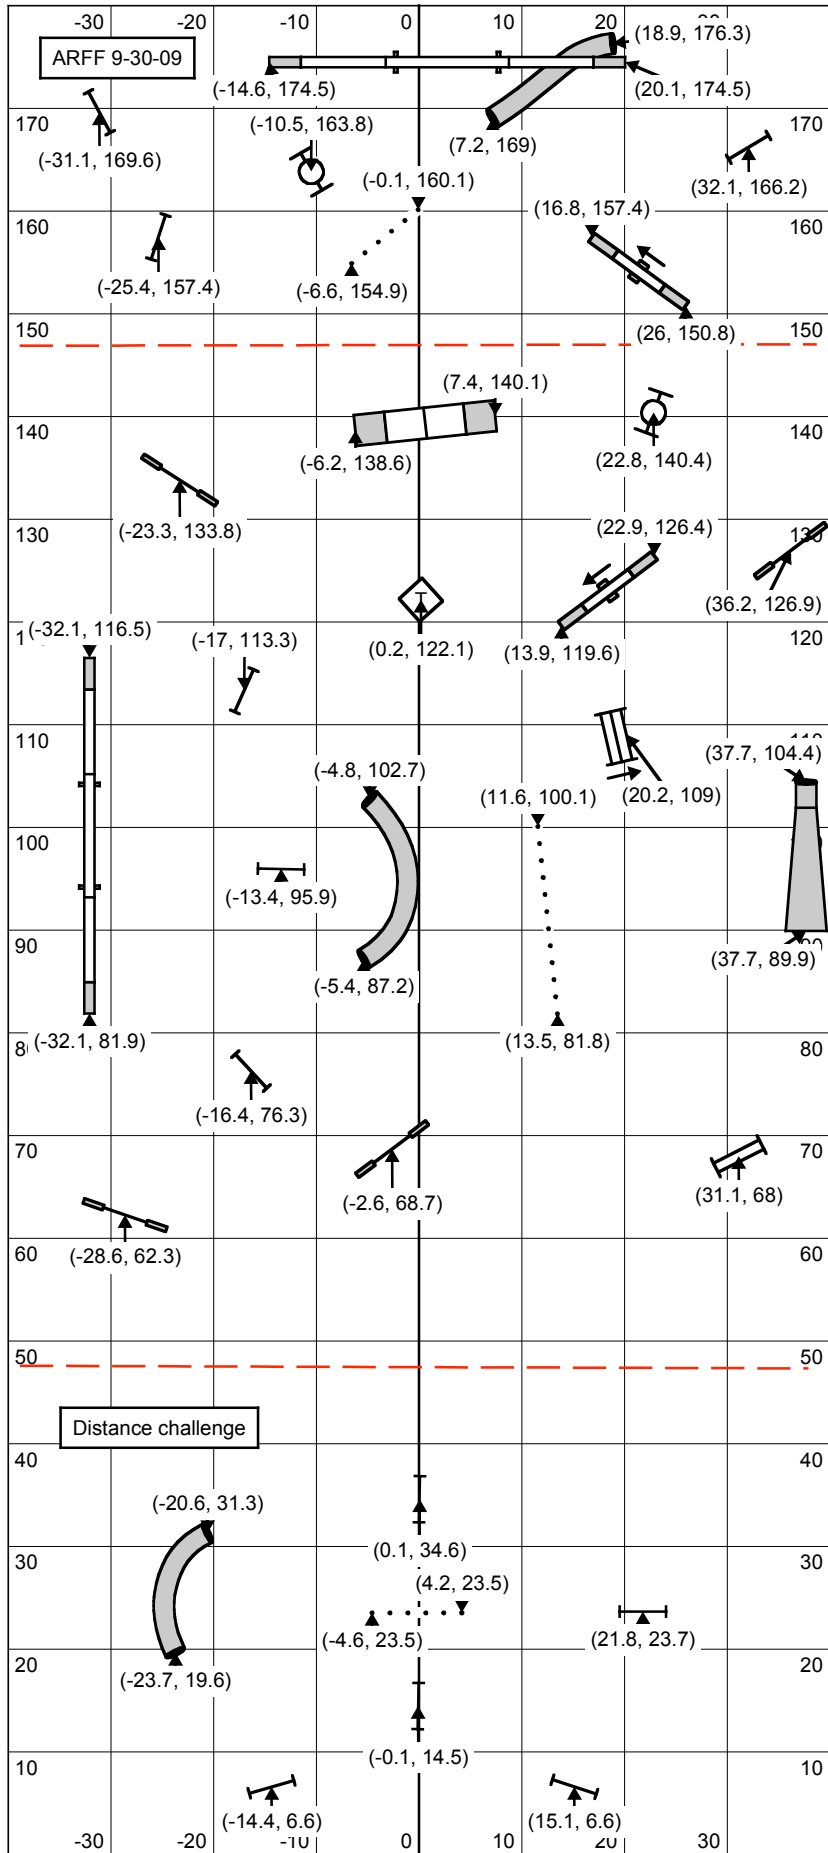 -30 -20 -10 0 10 20 30
ARFF 9-30-09
(18.9, 176.3)
(-14.6, 174.5) (20.1, 174.5)
170 (-10.5, 163.8) 170
(7.2, 169)
(-31.1, 169.6)
(-0.1, 160.1) (32.1, 166.2)
(16.8, 157.4)
160 160
(-25.4, 157.4) (-6.6, 154.9)
150 (26, 150.8) 150
(7.4, 140.1)
140 140
(-6.2, 138.6) (22.8, 140.4)
130 (-23.3, 133.8) (22.9, 126.4) 130
(36.2, 126.9)
(-32.1, 116.5) (-17, 113.3) 120
(0.2, 122.1) (13.9, 119.6)
110
(37.7, 104.4)
(-4.8, 102.7)
(11.6, 100.1) (20.2, 109)
100
(-13.4, 95.9)
90
(37.7, 89.9)
(-5.4, 87.2)
(-32.1, 81.9) (13.5, 81.8) 80
(-16.4, 76.3)
70 70
(-2.6, 68.7) (31.1, 68)
60 (-28.6, 62.3) 60
50 50
Distance challenge
40 40
(-20.6, 31.3)
30 (0.1, 34.6) 30
(4.2, 23.5)
(-4.6, 23.5) (21.8, 23.7)
20 20
(-23.7, 19.6)
10 (-0.1, 14.5) 10
(-14.4, 6.6) (15.1, 6.6)
-30 -20 -10 0 10 20 30